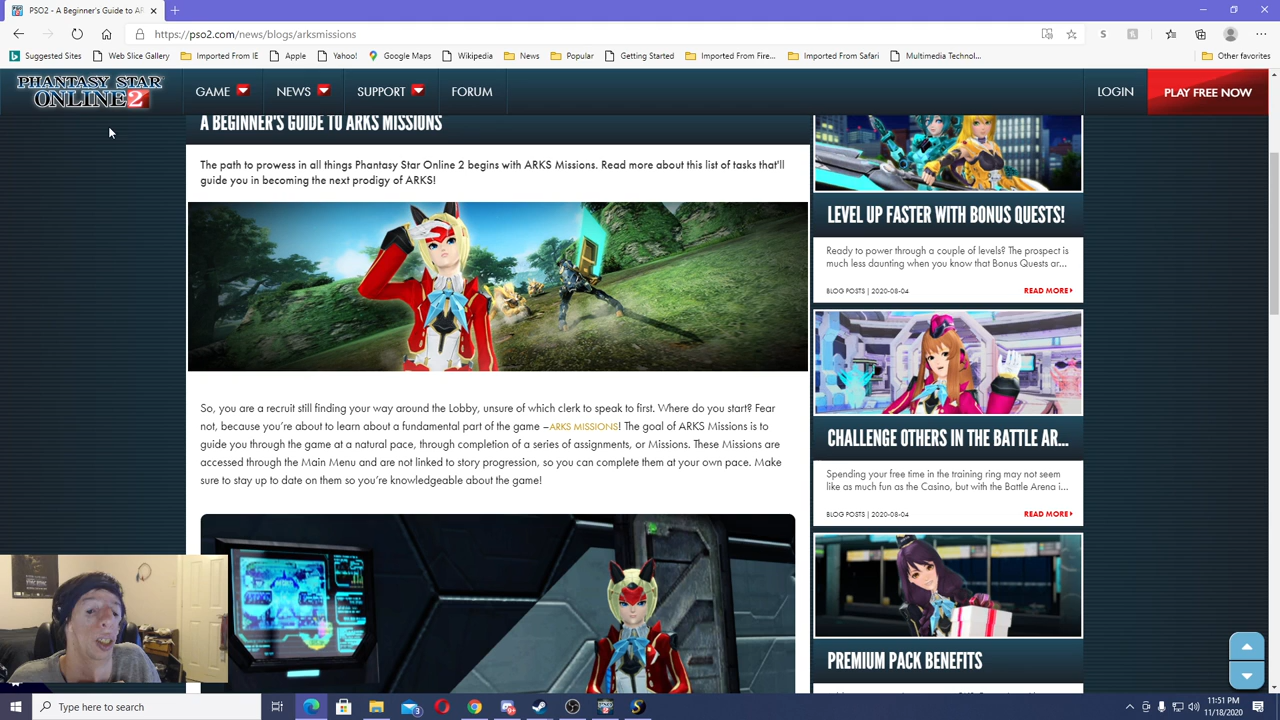 PSO2 - A Beginner's Guide to AR
https://pso2.com/news/blogs/arksmissions
Suggested Sites
Web Slice Gallery
Imported From IE
Apple
Yahoo!
Google Maps
Wikipedia
News
Popular
Getting Started
Imported From Fire...
Imported From Safari
Multimedia Technol...
Other favorites
PHANTASY STAR
ONLINE 2
GAME
NEWS
SUPPORT
FORUM
LOGIN
PLAY FREE NOW
A BEGINNER'S GUIDE TO ARKS MISSIONS
The path to prowess in all things Phantasy Star Online 2 begins with ARKS Missions. Read more about this list of tasks that'll
guide you in becoming the next prodigy of ARKS!
So, you are a recruit still finding your way around the Lobby, unsure of which clerk to speak to first. Where do you start? Fear
not, because you're about to learn about a fundamental part of the game –ARKS MISSIONS! The goal of ARKS Missions is to
guide you through the game at a natural pace, through completion of a series of assignments, or Missions. These Missions are
accessed through the Main Menu and are not linked to story progression, so you can complete them at your own pace. Make
sure to stay up to date on them so you're knowledgeable about the game!
LEVEL UP FASTER WITH BONUS QUESTS!
Ready to power through a couple of levels? The prospect is
much less daunting when you know that Bonus Quests ar...
BLOG POSTS | 2020-08-04
READ MORE
CHALLENGE OTHERS IN THE BATTLE AR...
Spending your free time in the training ring may not seem
like as much fun as the Casino, but with the Battle Arena i...
BLOG POSTS | 2020-08-04
READ MORE
PREMIUM PACK BENEFITS
Type here to search
11:51 PM
11/18/2020